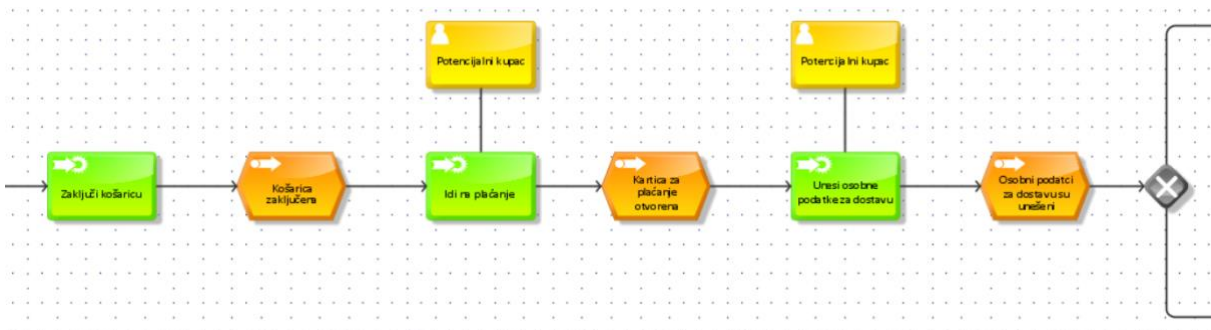 Potencijalni kupac
Potencijalni kupac
Zaključi košaricu
Košarica
zaključena
Idi na plaćanje
Kartica za
plaćanje
otvorena
Unesi osobne
podatke za dostavu
Osobni podatci
za dostavu su
unešeni